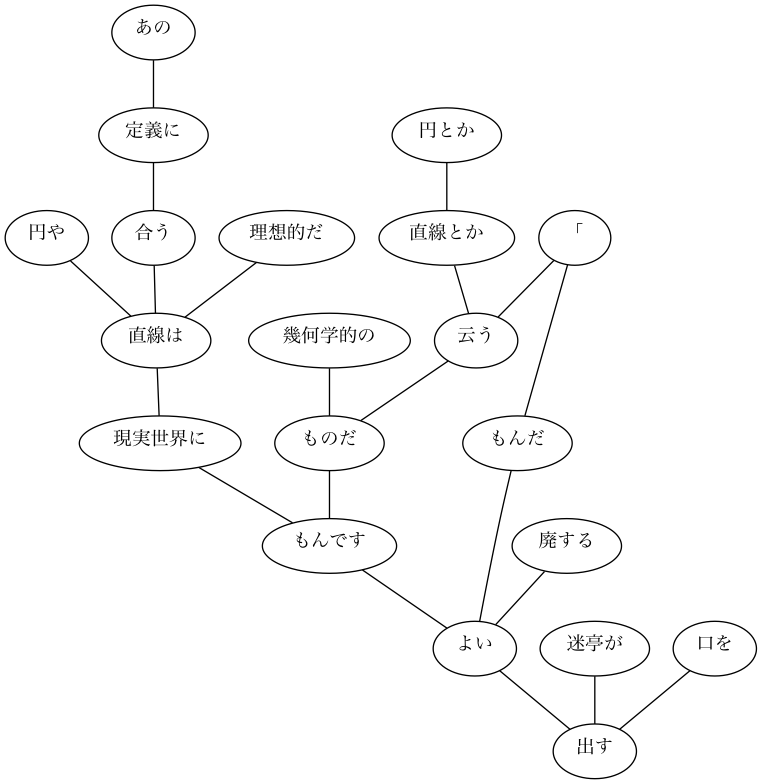 あの
定義に
円とか
円や
合う
理想的だ
直線とか
「
直線は
幾何学的の
云う
現実世界に
ものだ
もんだ
もんです
廃する
よい
迷亭が
口を
出す